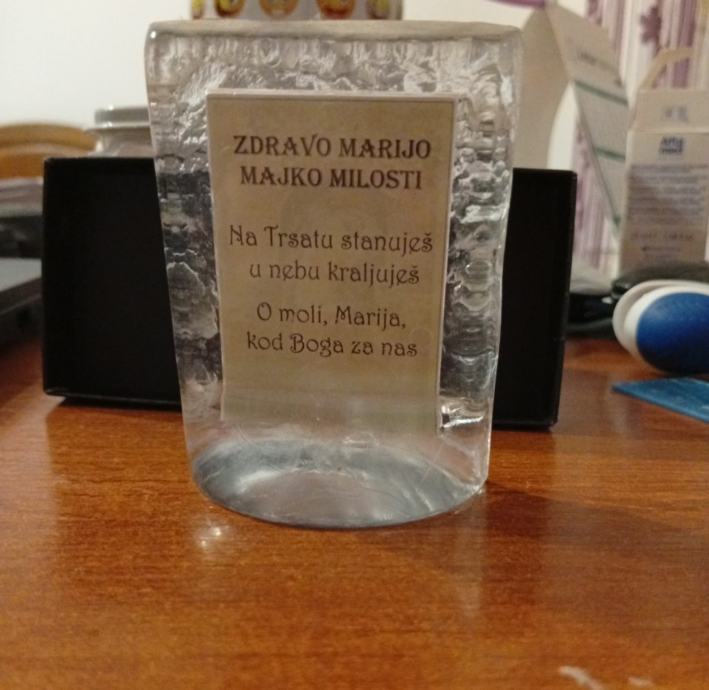 ZDRAVO MARIJO
MAJKO MILOSTI
Na Trsatu stanuješ
u nebu kraljuješ
O moli, Marija,
kod Boga za nas